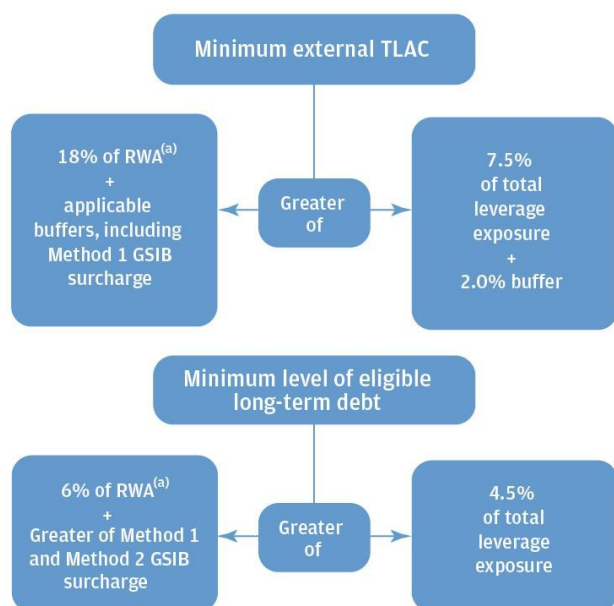 Minimum external TLAC
18% of RWA(a)
+
applicable
buffers, including
Method 1 GSIB
surcharge
Greater
of
7.5%
of total
leverage
exposure
+
2.0% buffer
Minimum level of eligible
long-term debt
6% of RWA(a)
+
Greater of Method 1
and Method 2 GSIB
surcharge
Greater
of
4.5%
of total
leverage
exposure